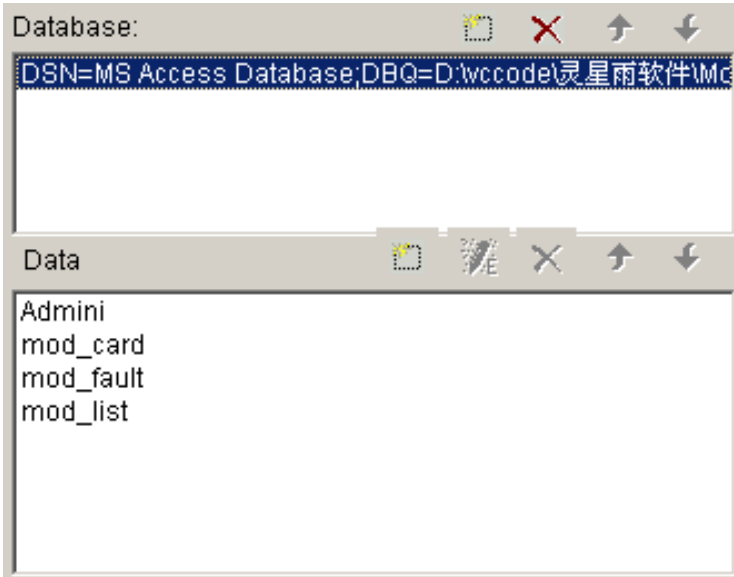 Database:
DSN=MS Access Database;DBQ=D:\vccode\灵星雨软件\Mo
Data
E
Admini
mod_card
mod_fault
mod_list